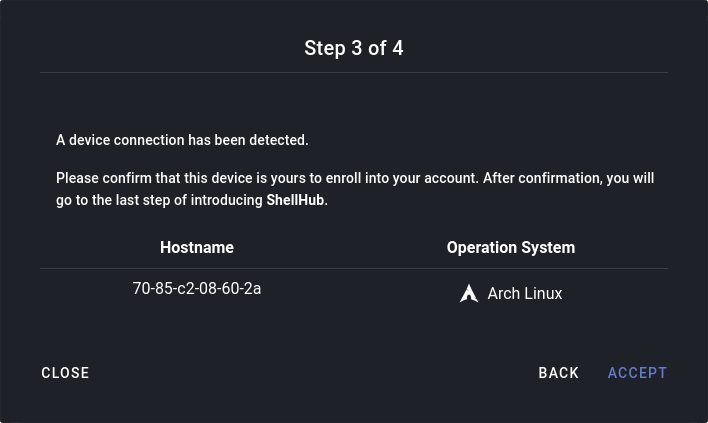 Step 3 of 4
A device connection has been detected.
Please confirm that this device is yours to enroll into your account. After confirmation, you will
go to the last step of introducing ShellHub.
Hostname Operation System
70-85-c2-08-60-2a Arch Linux
CLOSE BACK ACCEPT